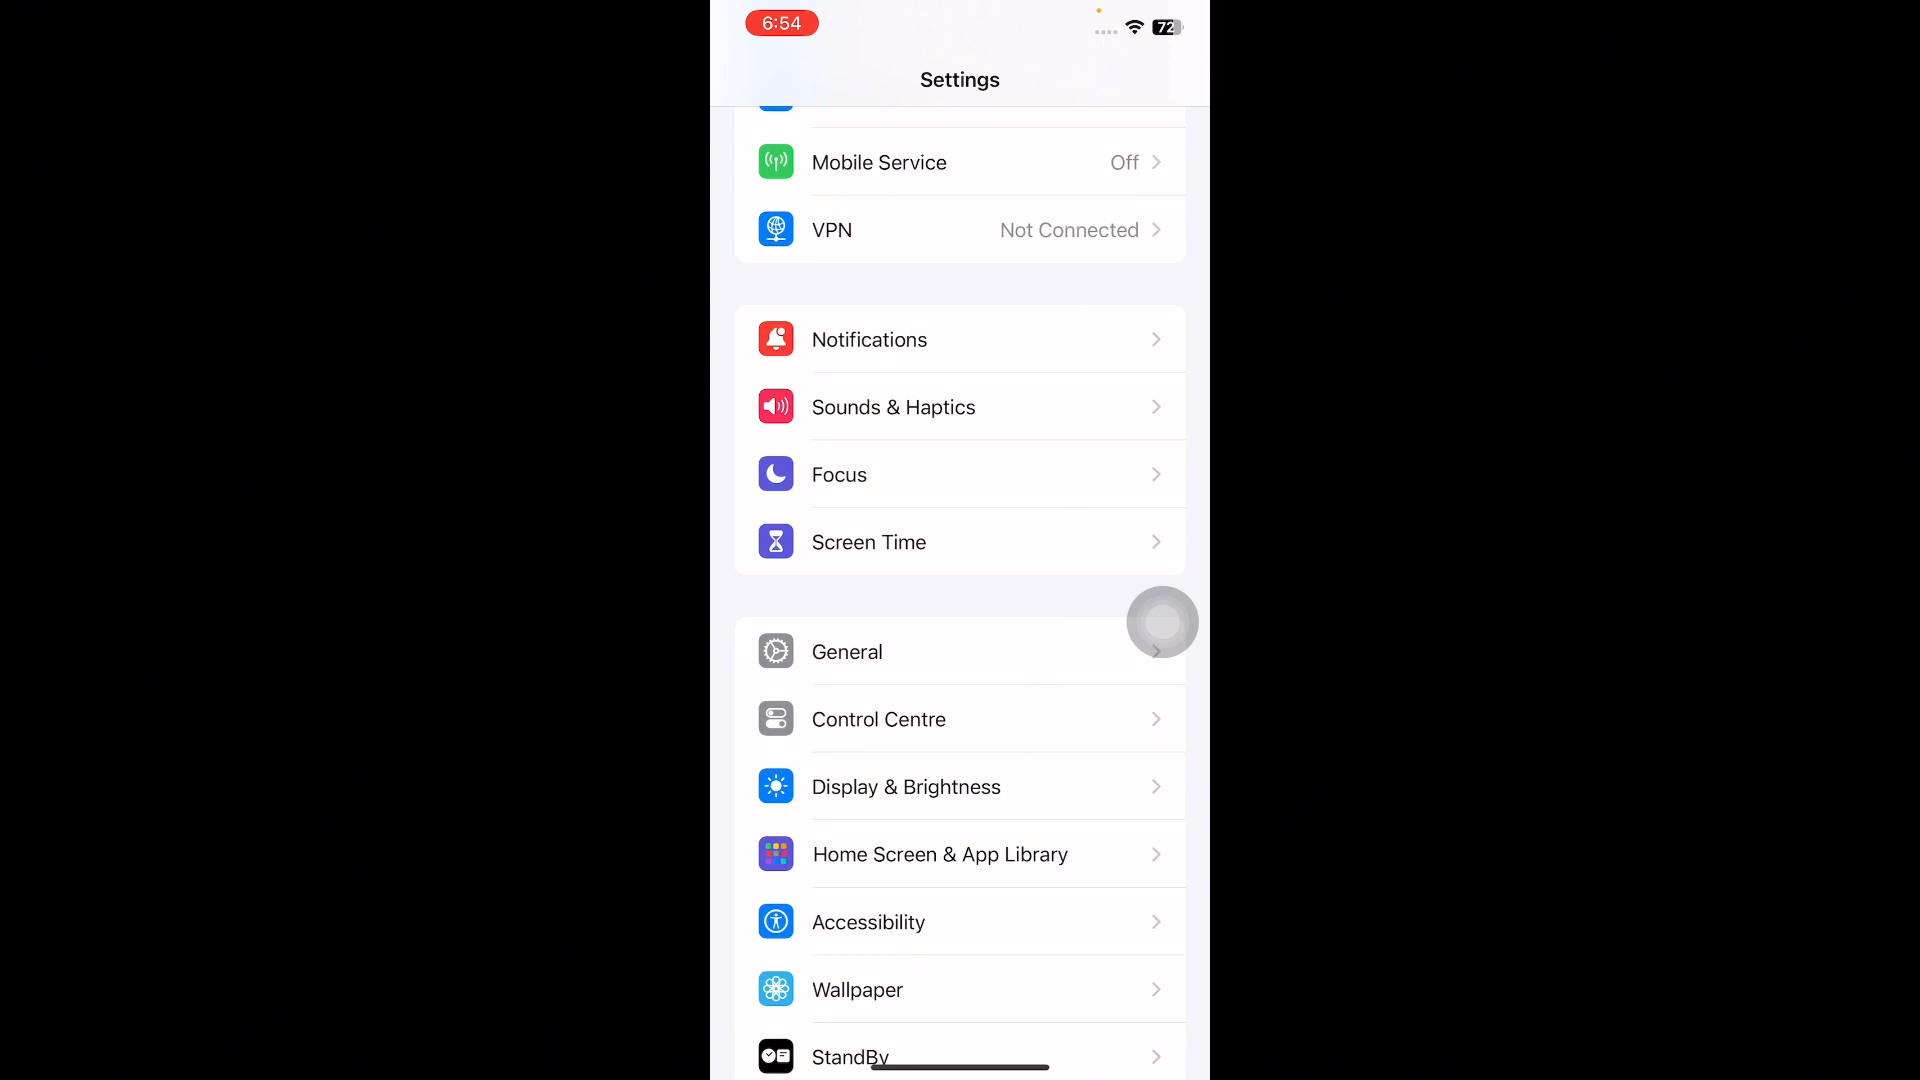 6:54
72
Settings
Mobile Service Off
VPN Not Connected
Notifications
Sounds & Haptics
Focus
Screen Time
General
Control Centre
Display & Brightness
Home Screen & App Library
Accessibility
Wallpaper
StandBy